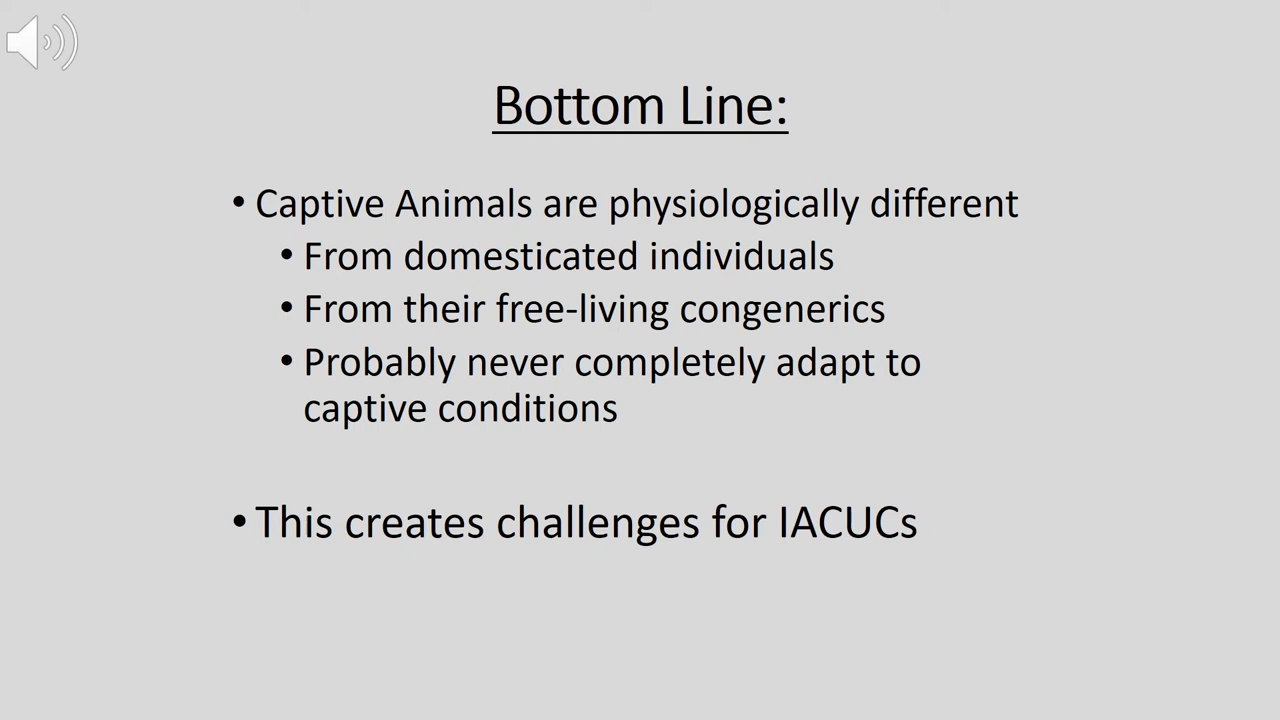 Bottom Line:
• Captive Animals are physiologically different
• From domesticated individuals
• From their free-living congenerics
• Probably never completely adapt to
captive conditions
• This creates challenges for IACUCs